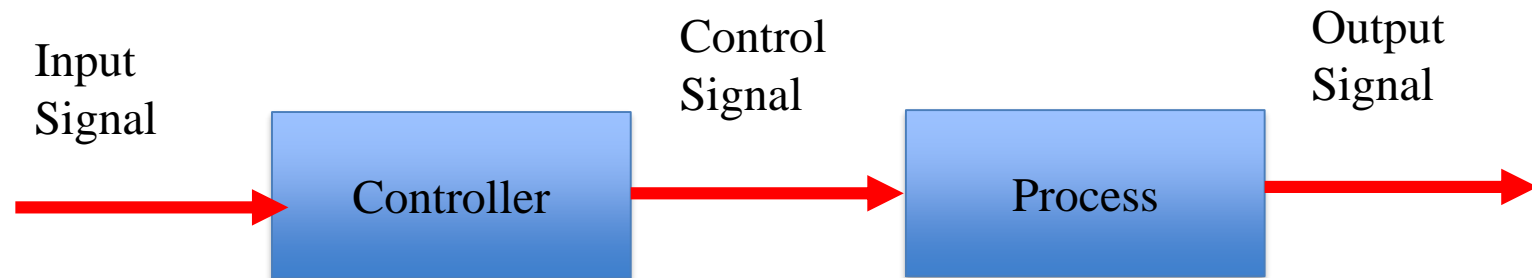 Input
Signal
Controller
Control
Signal
Process
Output
Signal